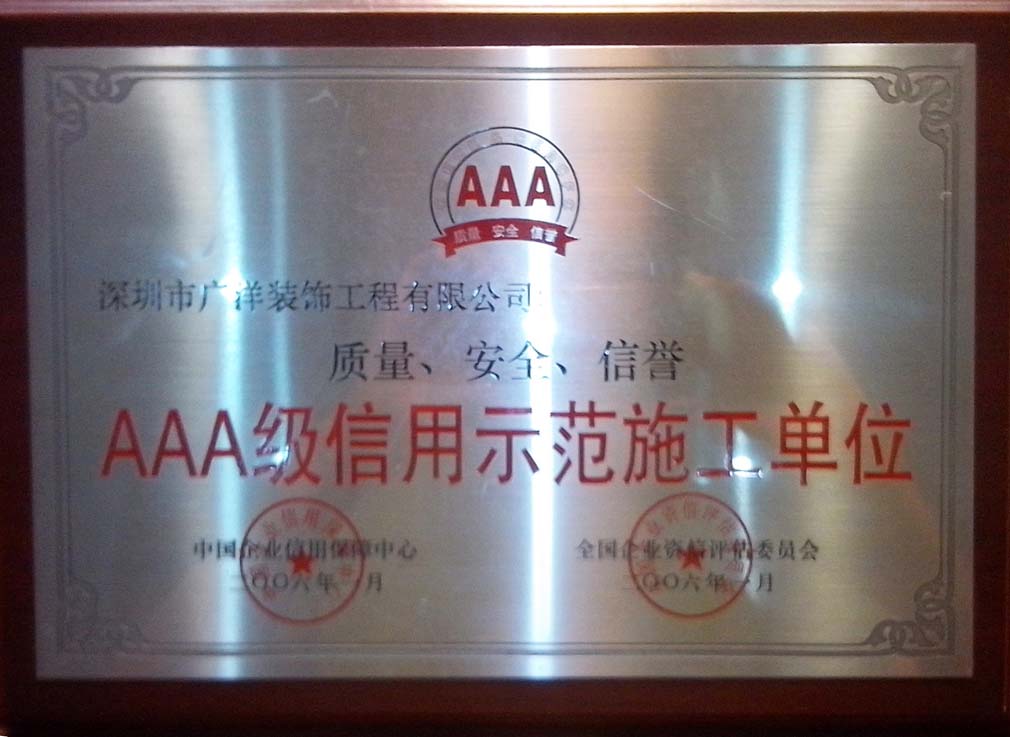 AAA
质量 安全 信誉
深圳市广洋装饰工程有限公司:
质量、安全、信誉
AAA级信用示范施工单位
中国企业信用保障中心
二〇〇六年一月
全国企业资信评估委员会
二〇〇六年一月